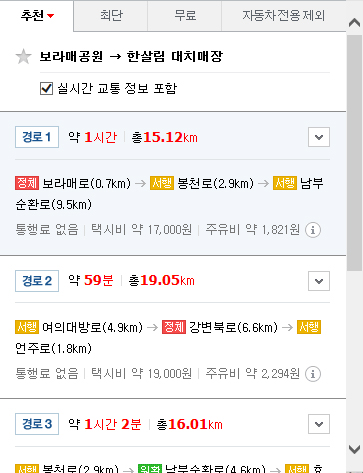 추천 최단 무료 자동차전용제외
보라매공원 → 한살림 대치매장
실시간 교통 정보 포함
경로1 약 1시간 총15.12km
정체 보라매로(0.7km) → 서행 봉천로(2.9km) → 서행 남부
순환로(9.5km)
통행료 없음 택시비 약 17,000원 주유비 약 1,821원
경로2 약 59분 총19.05km
서행 여의대방로(4.9km) → 정체 강변북로(6.6km) → 서행
언주로(1.8km)
통행료 없음 택시비 약 19,000원 주유비 약 2,294원
경로3 약 1시간 2분 총16.01km
서행 봉천로(2.9km) → 원활 남부순환로(4.6km) → 서행